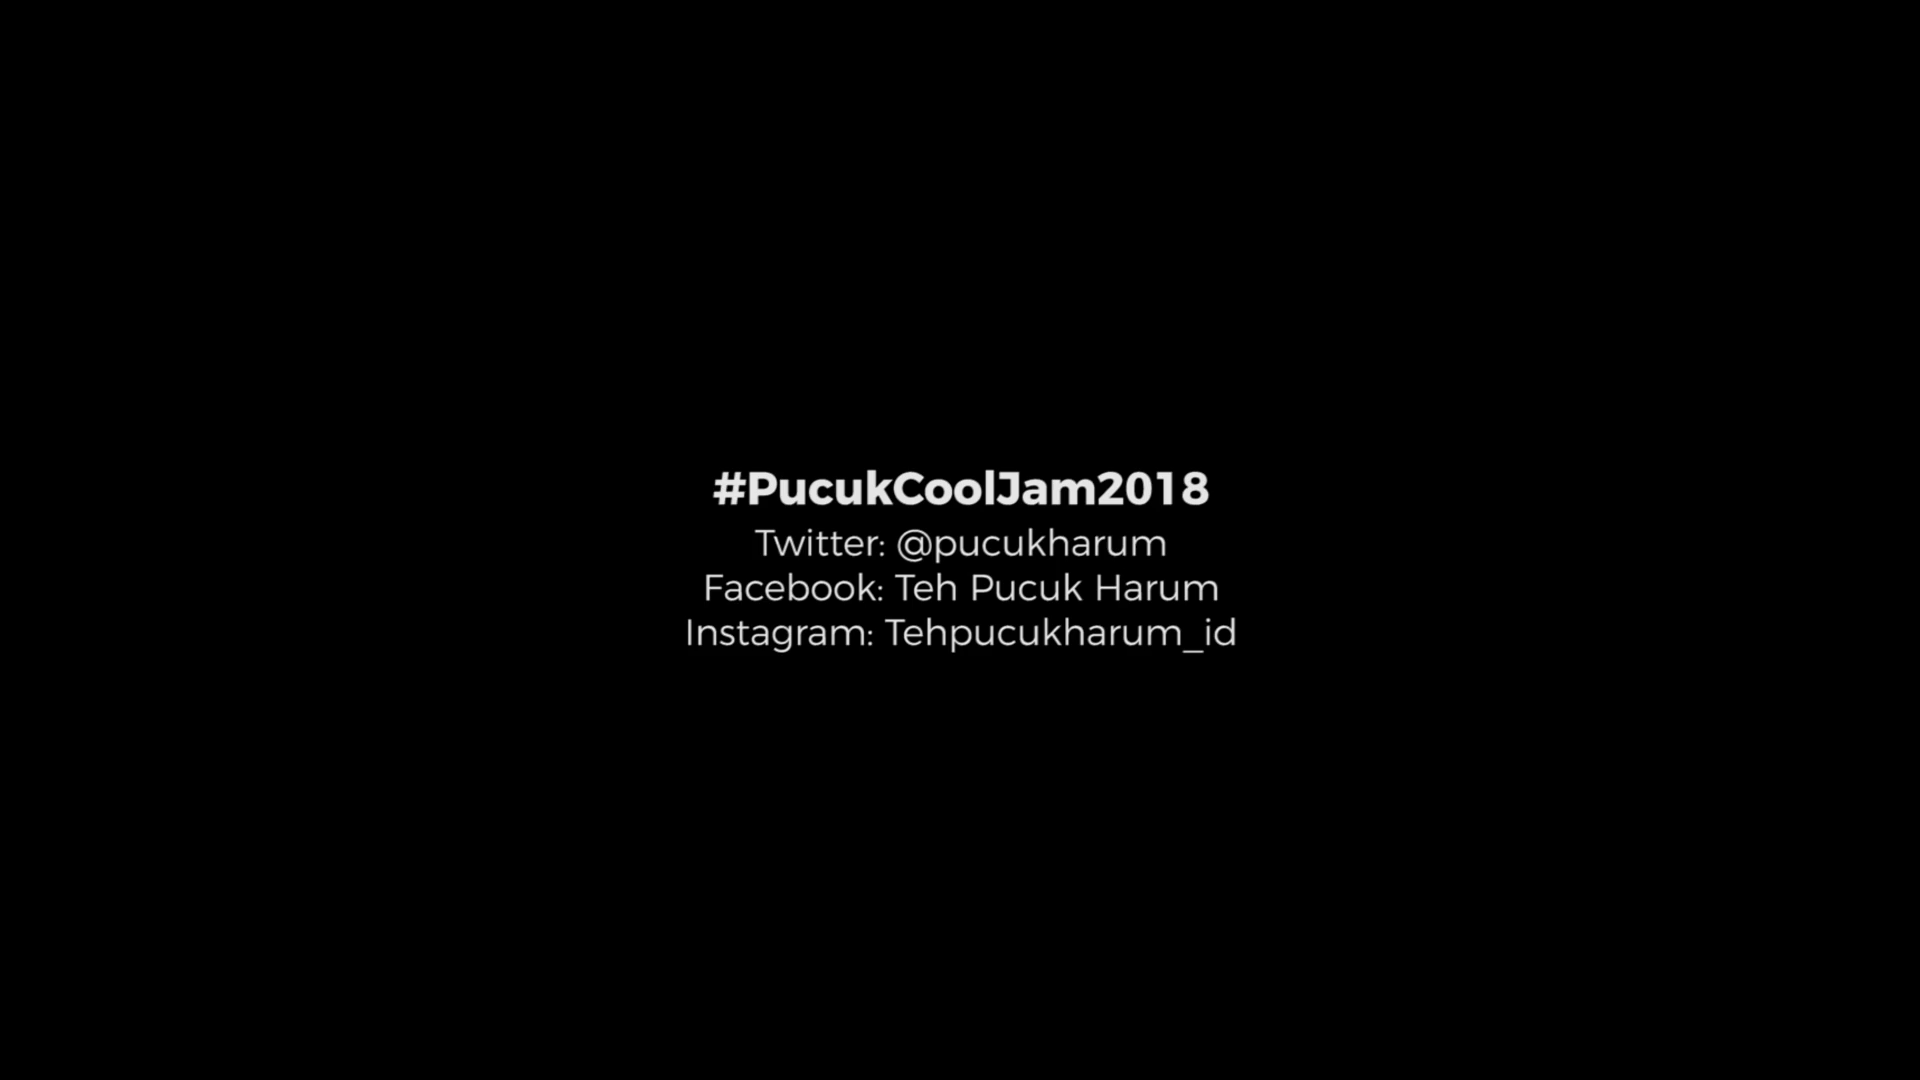 #PucukCoolJam2018
Twitter: @pucukharum
Facebook: Teh Pucuk Harum
Instagram: Tehpucukharum_id